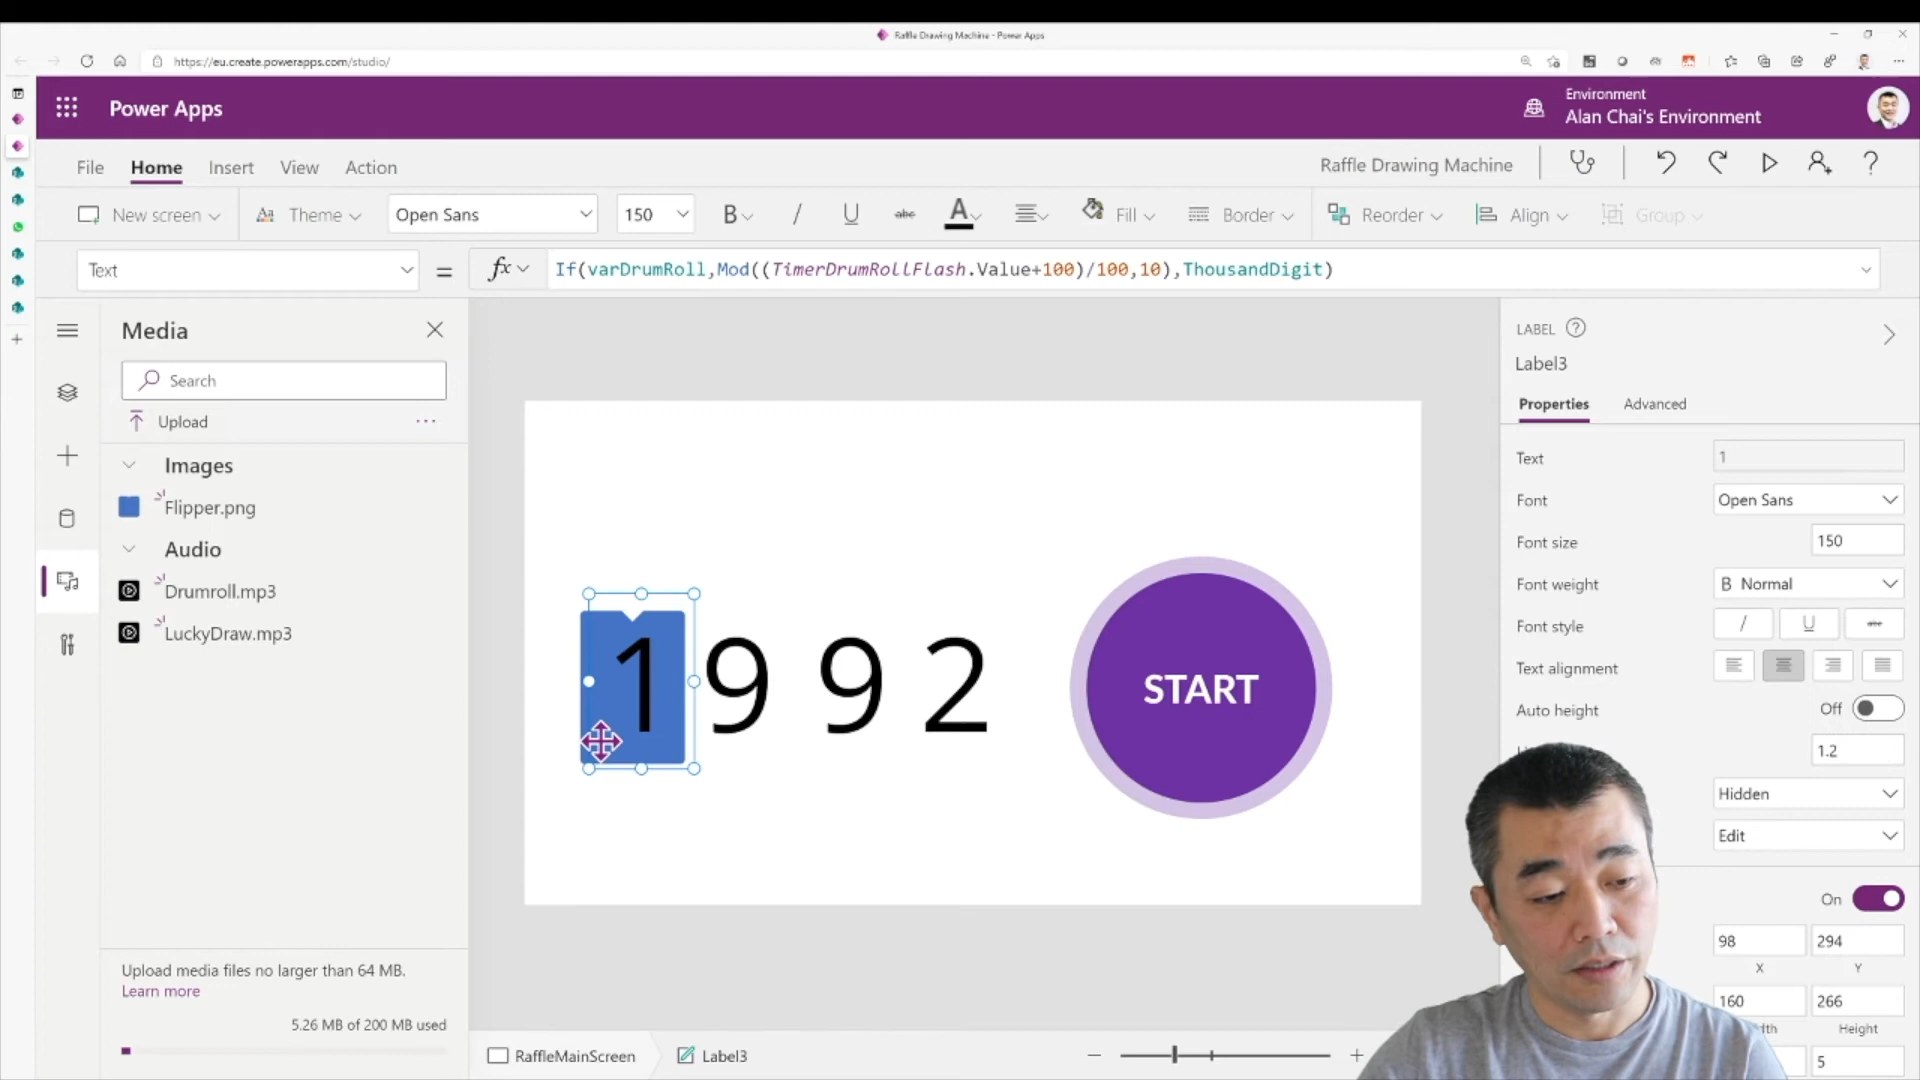 Raffle Drawing Machine - Power Apps
https://eu.create.powerapps.com/studio/
Power Apps
Environment
Alan Chai's Environment
File Home Insert View Action
Raffle Drawing Machine
New screen Theme Open Sans 150 B / U abc A Fill Border Reorder Align Group
Text = fx If(varDrumRoll,Mod((TimerDrumRollFlash.Value+100)/100,10),ThousandDigit)
Media
Search
Upload
Images
Flipper.png
Audio
Drumroll.mp3
LuckyDraw.mp3
Upload media files no larger than 64 MB.
Learn more
5.26 MB of 200 MB used
1 9 9 2
START
RaffleMainScreen
Label3
LABEL
Label3
Properties Advanced
Text 1
Font Open Sans
Font size 150
Font weight B Normal
Font style / U abc
Text alignment
Auto height Off
1.2
Hidden
Edit
On
98 294
X Y
160 266
Height
5